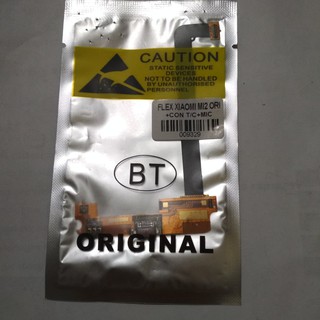 CAUTION
STATIC SENSITIVE
DEVICES
NOT TO BE HANDLED
BY UNAUTHORISED
PERSONNEL
FLEX XIAOMI MI2 ORI
+CON T/C+MIC
009329
BT
ORIGINAL